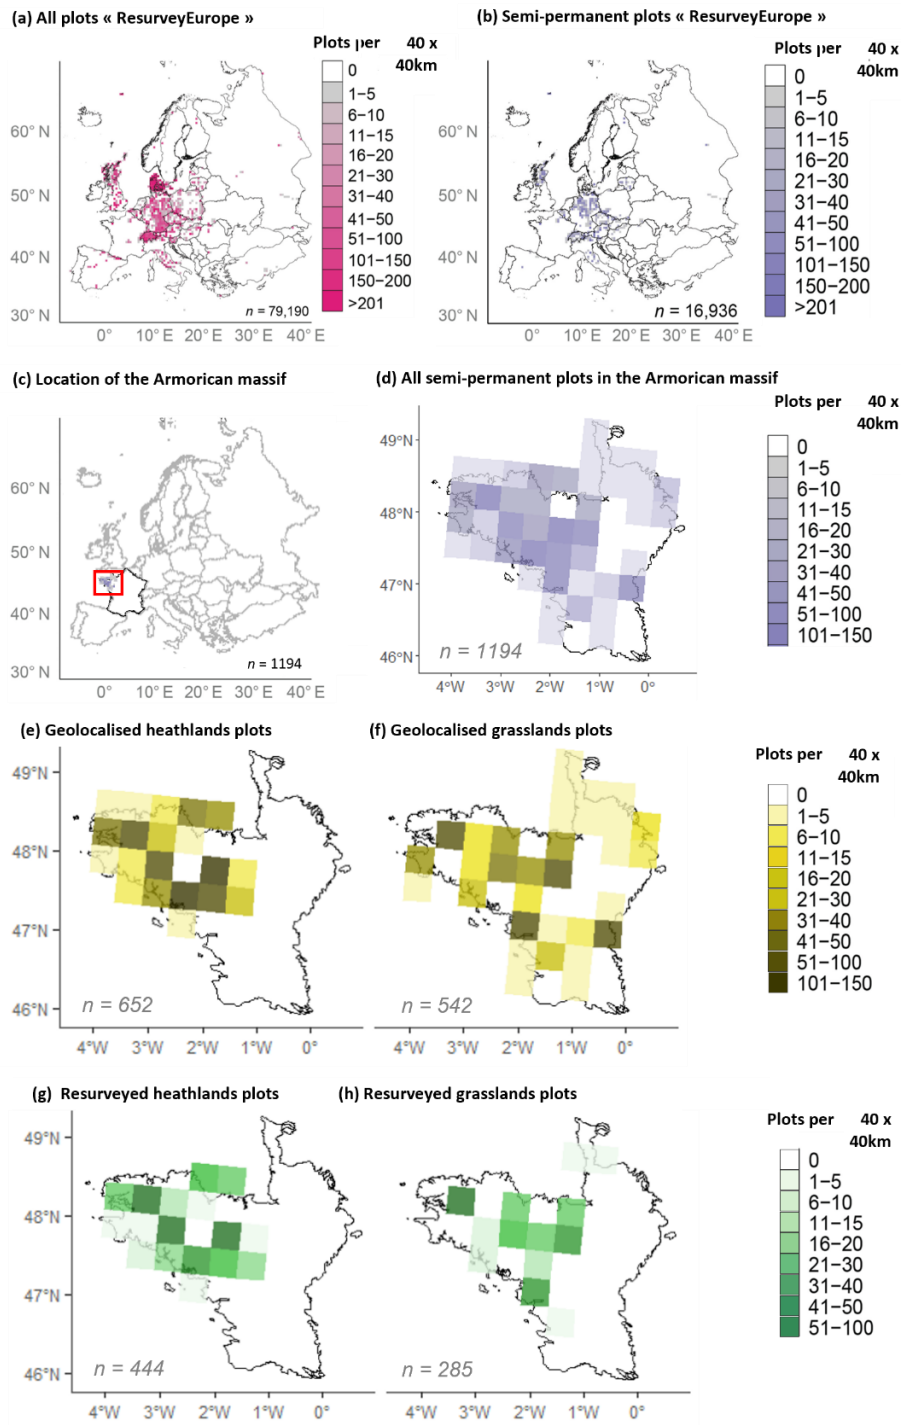 (a) All plots « ResurveyEurope »
(b) Semi-permanent plots « ResurveyEurope »
Plots per 40 x
40km
0
1–5
6–10
11–15
16–20
21–30
31–40
41–50
51–100
101–150
150–200
>201
60° N
50° N
40° N
30° N
0° 10° E 20° E 30° E 40° E
n = 79,190
Plots per 40 x
40km
0
1–5
6–10
11–15
16–20
21–30
31–40
41–50
51–100
101–150
150–200
>201
60° N
50° N
40° N
30° N
0° 10° E 20° E 30° E 40° E
n = 16,936
(c) Location of the Armorican massif
(d) All semi-permanent plots in the Armorican massif
60° N
50° N
40° N
30° N
0° 10° E 20° E 30° E 40° E
n = 1194
49°N
48°N
47°N
46°N
4°W 3°W 2°W 1°W 0°
n = 1194
Plots per 40 x
40km
0
1–5
6–10
11–15
16–20
21–30
31–40
41–50
51–100
101–150
(e) Geolocalised heathlands plots
(f) Geolocalised grasslands plots
49°N
48°N
47°N
46°N
4°W 3°W 2°W 1°W 0°
n = 652
4°W 3°W 2°W 1°W 0°
n = 542
Plots per 40 x
40km
0
1–5
6–10
11–15
16–20
21–30
31–40
41–50
51–100
101–150
(g) Resurveyed heathlands plots
(h) Resurveyed grasslands plots
49°N
48°N
47°N
46°N
4°W 3°W 2°W 1°W 0°
n = 444
4°W 3°W 2°W 1°W 0°
n = 285
Plots per 40 x
40km
0
1–5
6–10
11–15
16–20
21–30
31–40
41–50
51–100